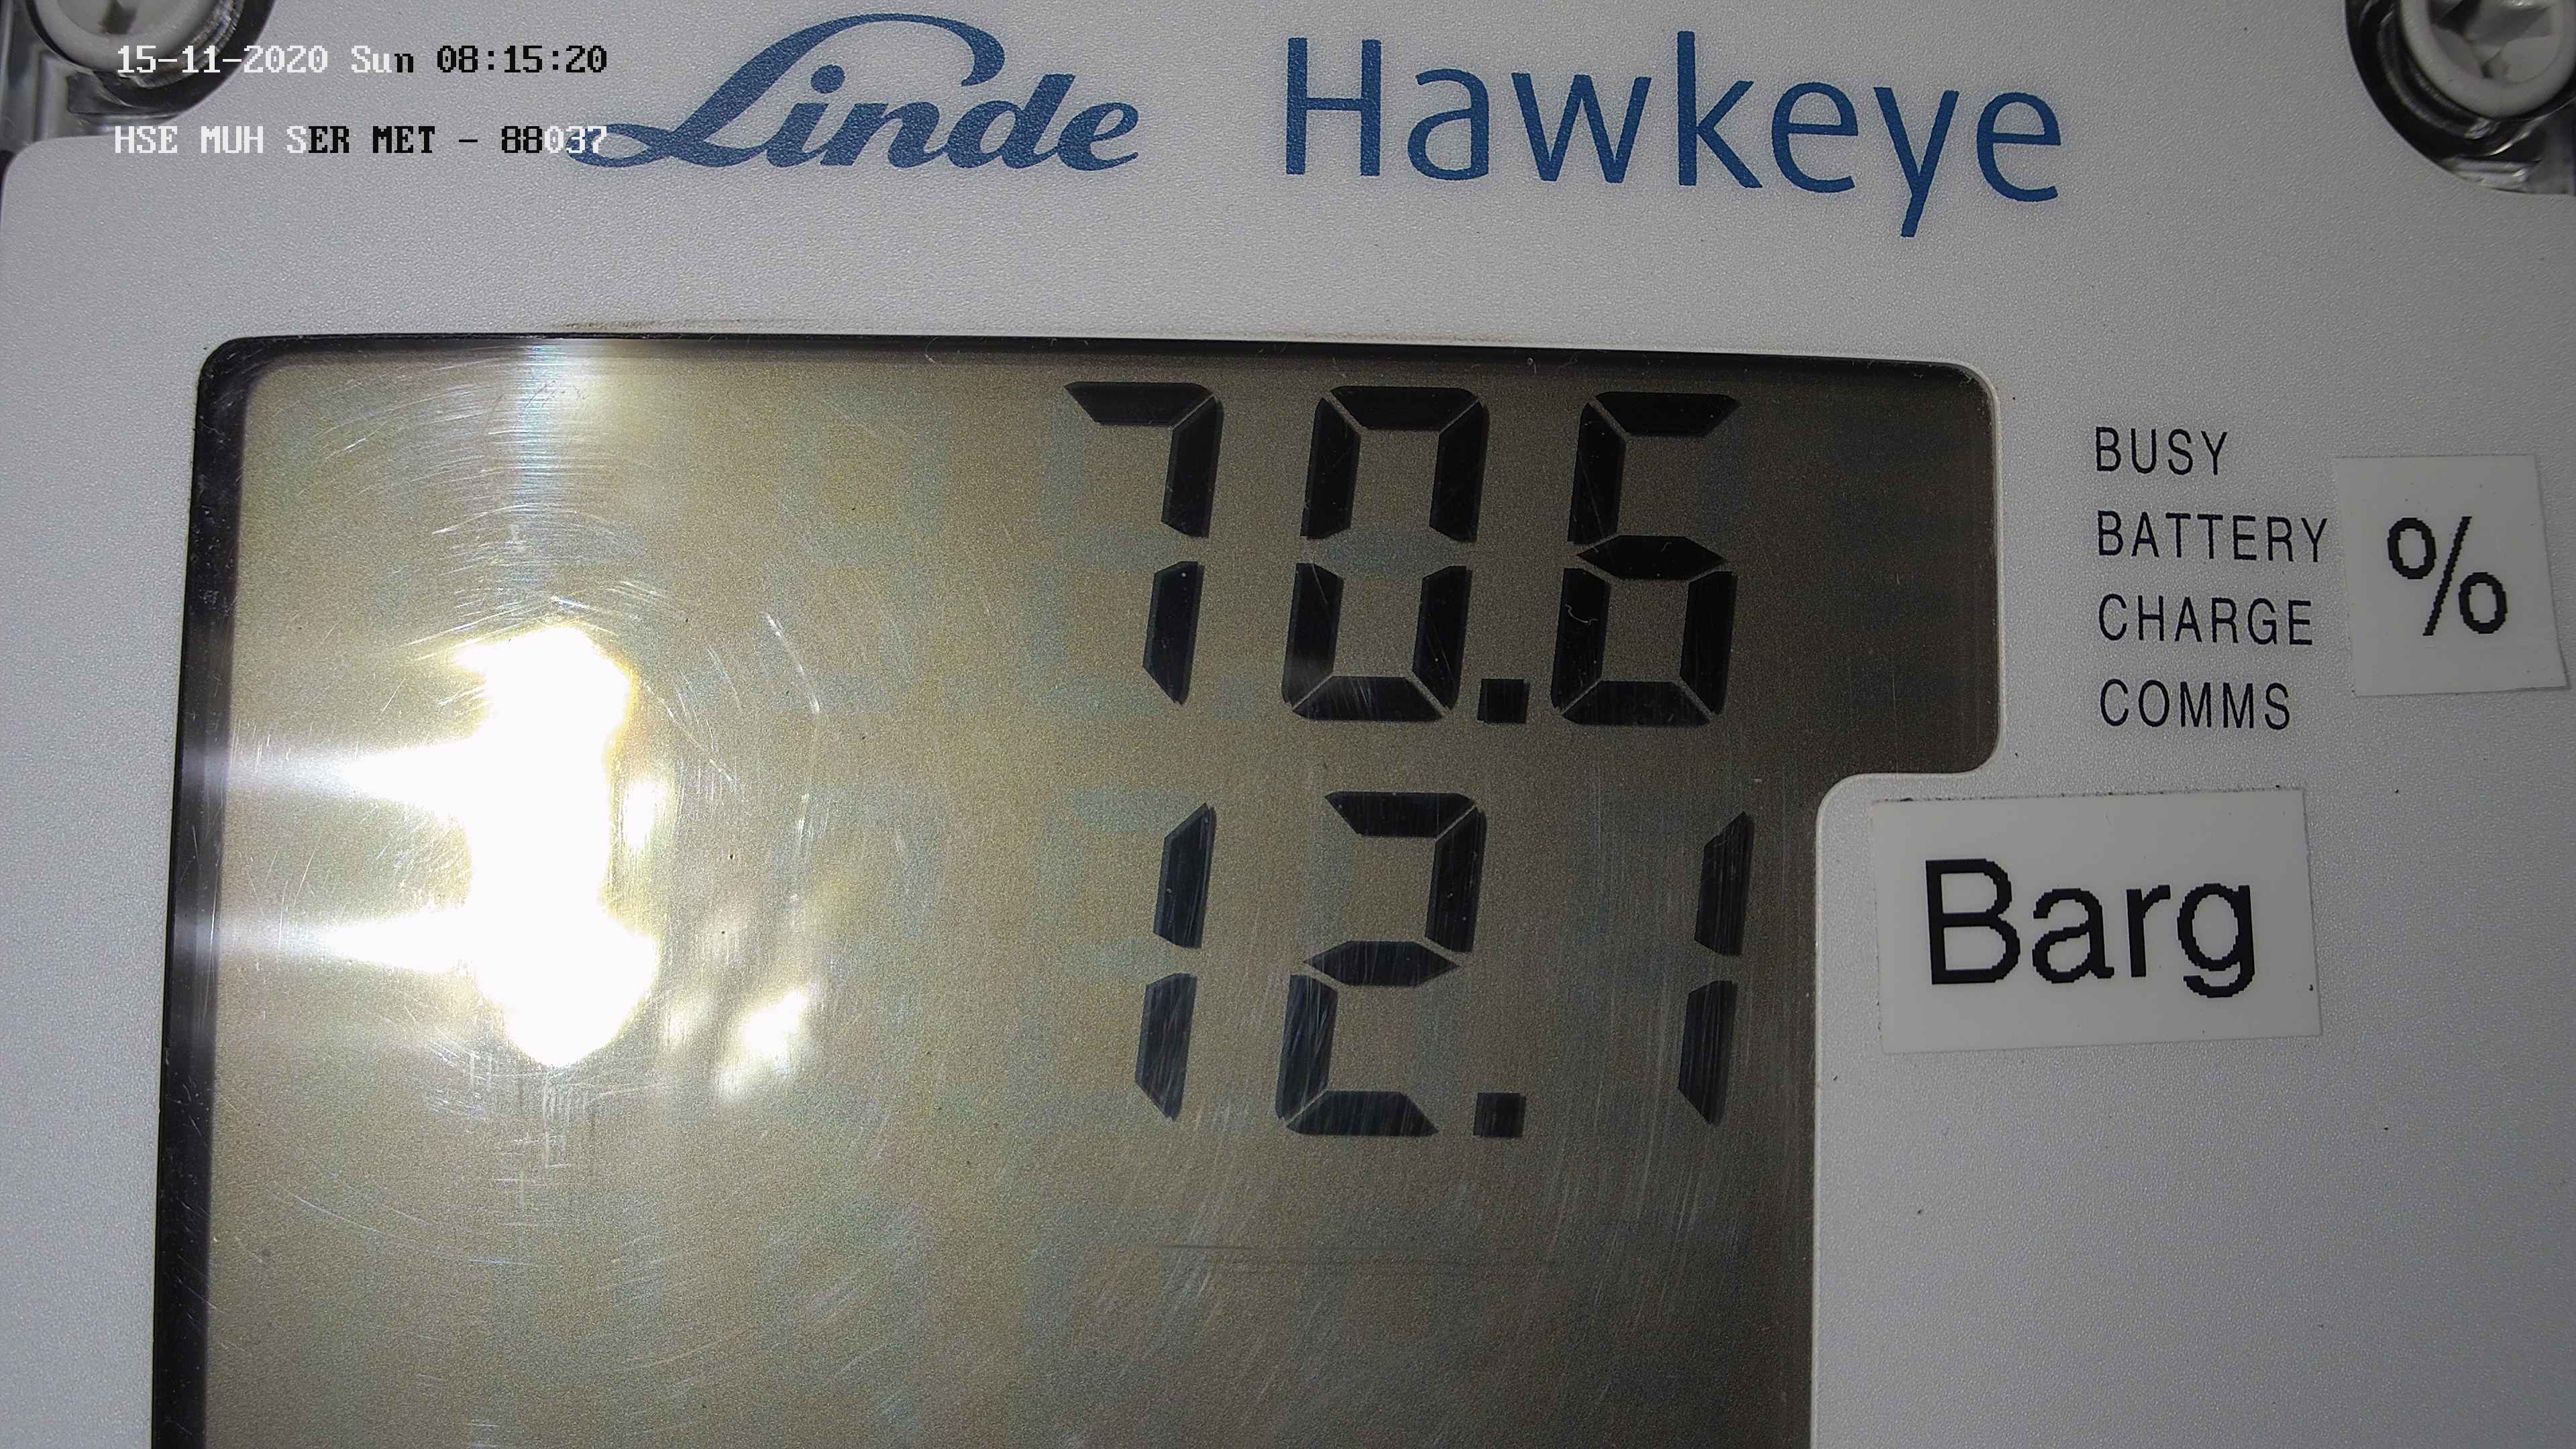 15-11-2020 Sun 08:15:20
HSE MUH SER MET - 88037
Linde Hawkeye
70.6
BUSY
BATTERY
CHARGE
COMMS
%
12.1
Barg